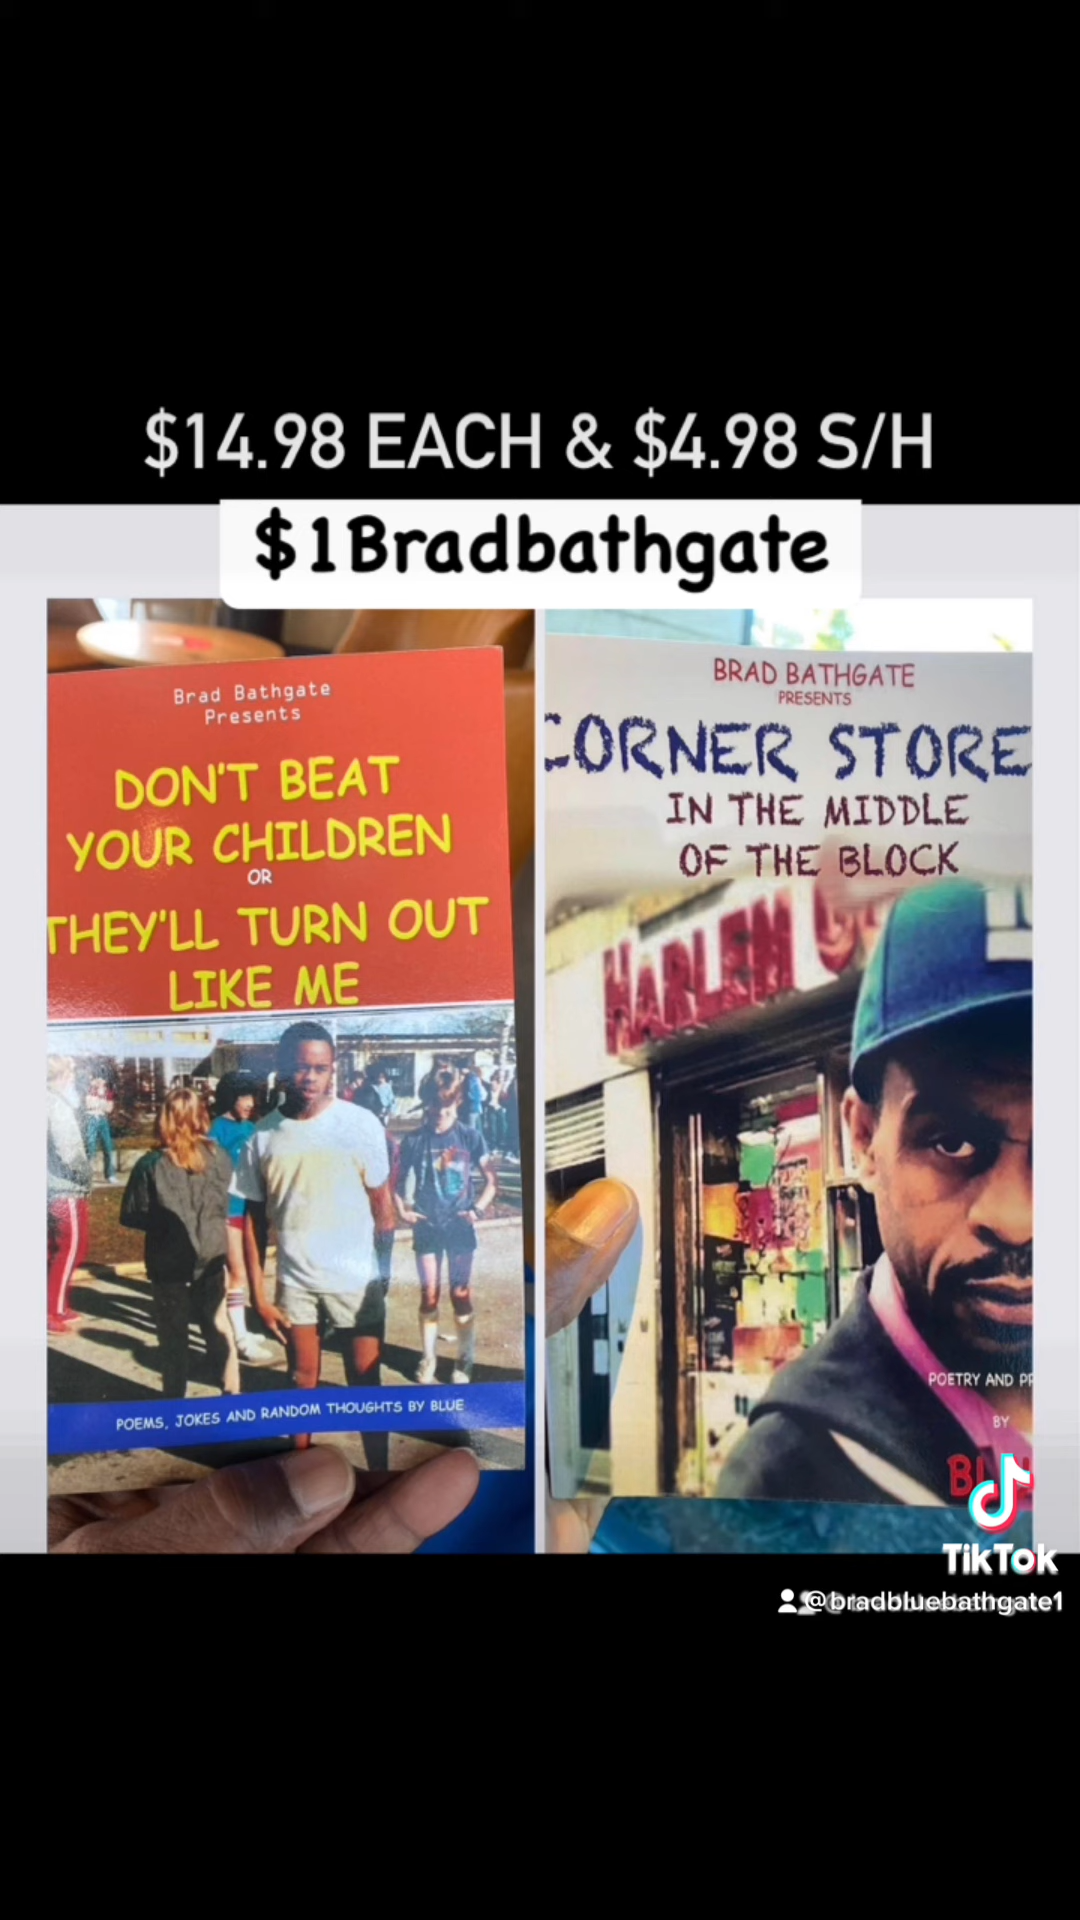 $14.98 EACH & $4.98 S/H
$1Bradbathgate
Brad Bathgate
Presents
DON'T BEAT
YOUR CHILDREN
OR
THEY'LL TURN OUT
LIKE ME
POEMS, JOKES AND RANDOM THOUGHTS BY BLUE
BRAD BATHGATE
PRESENTS
CORNER STORE
IN THE MIDDLE
OF THE BLOCK
HARLEM
POETRY AND PR
BY
TikTok
@bradbluebathgate1